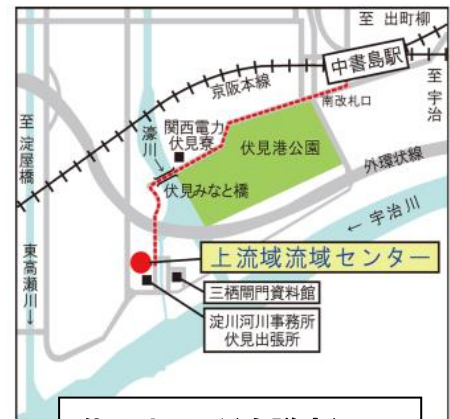 至 出町柳
中書島駅
京阪本線
至宇治
南改札口
関西電力
伏見寮
濠川→
伏見港公園
至淀屋橋
外環状線
伏見みなと橋
←宇治川
東高瀬川→
上流域流域センター
三栖閘門資料館
淀川河川事務所
伏見出張所